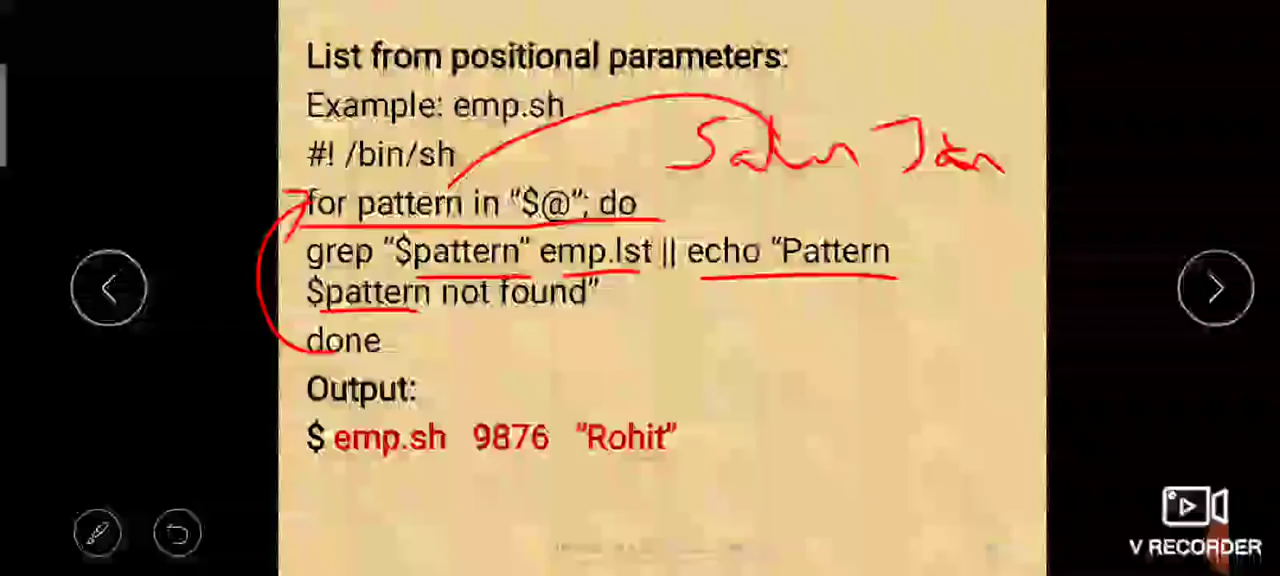 List from positional parameters:
Example: emp.sh
#! /bin/sh
for pattern in "$@"; do
grep "$pattern" emp.lst || echo "Pattern
$pattern not found"
done
Output:
$ emp.sh 9876 "Rohit"
V RECORDER